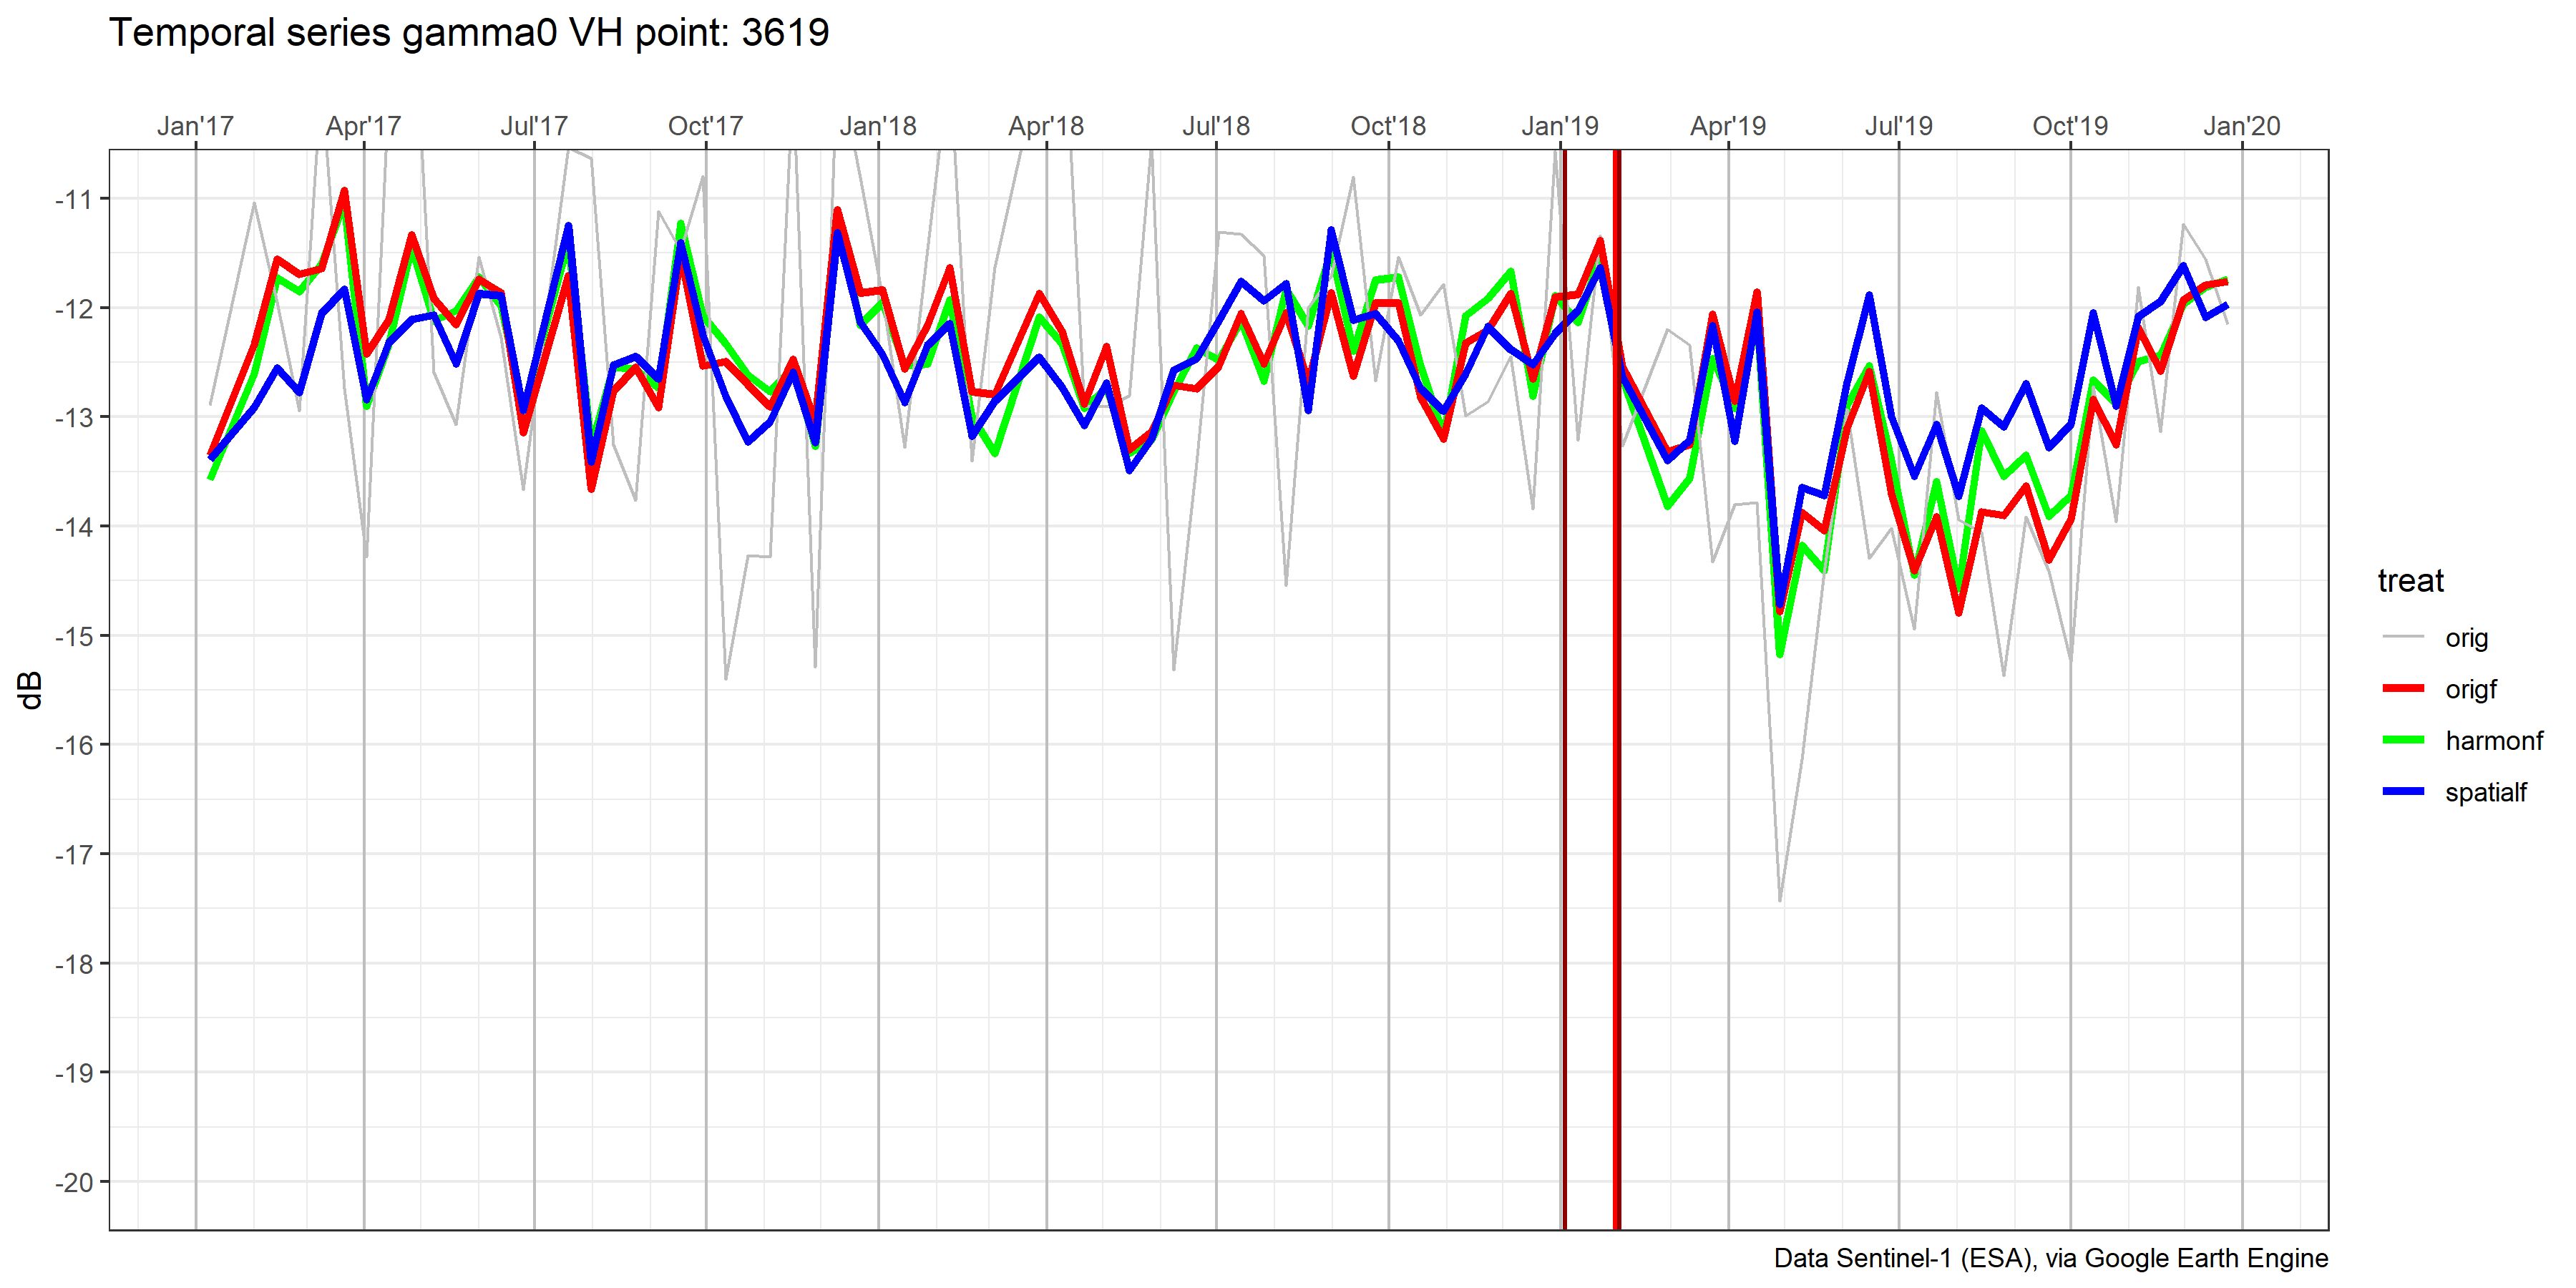 Temporal series gamma0 VH point: 3619
Jan'17 Apr'17 Jul'17 Oct'17 Jan'18 Apr'18 Jul'18 Oct'18 Jan'19 Apr'19 Jul'19 Oct'19 Jan'20
-11
-12
-13
-14
-15
-16
-17
-18
-19
-20
dB
treat
orig
origf
harmonf
spatialf
Data Sentinel-1 (ESA), via Google Earth Engine